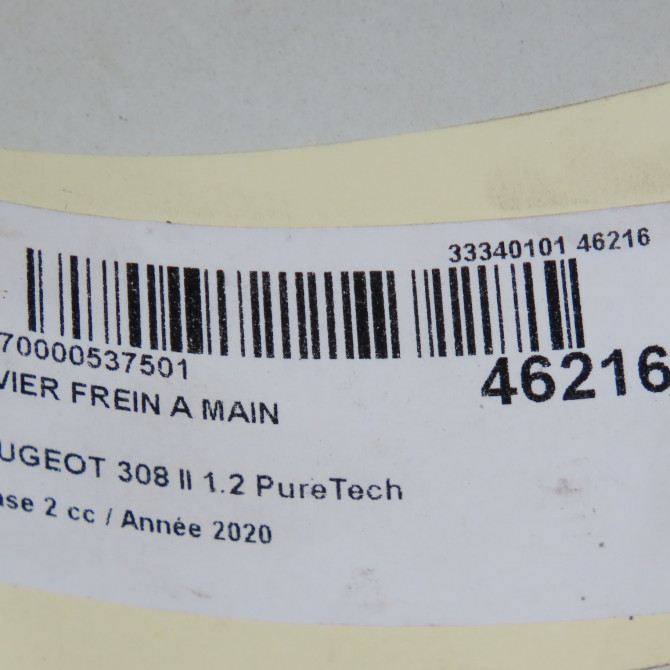 33340101 46216
70000537501
46216
VIER FREIN A MAIN
UGEOT 308 II 1.2 PureTech
ase 2 cc / Année 2020